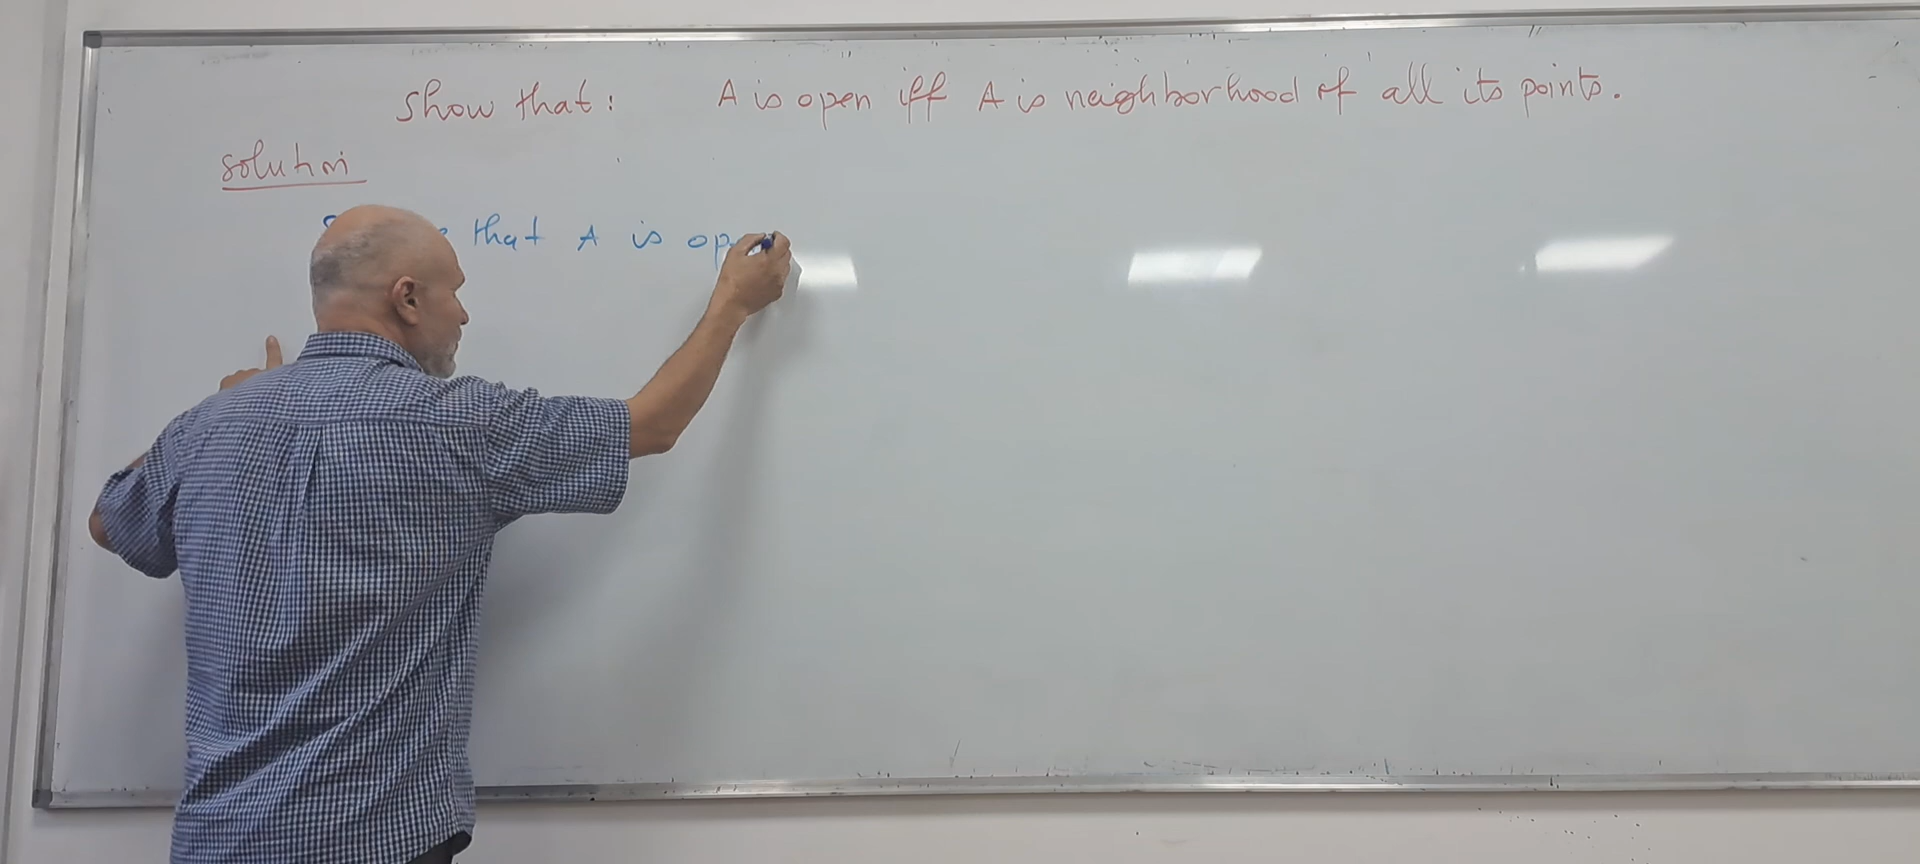 Show that: A is open iff A is neighborhood of all its points.
solution
that A is op